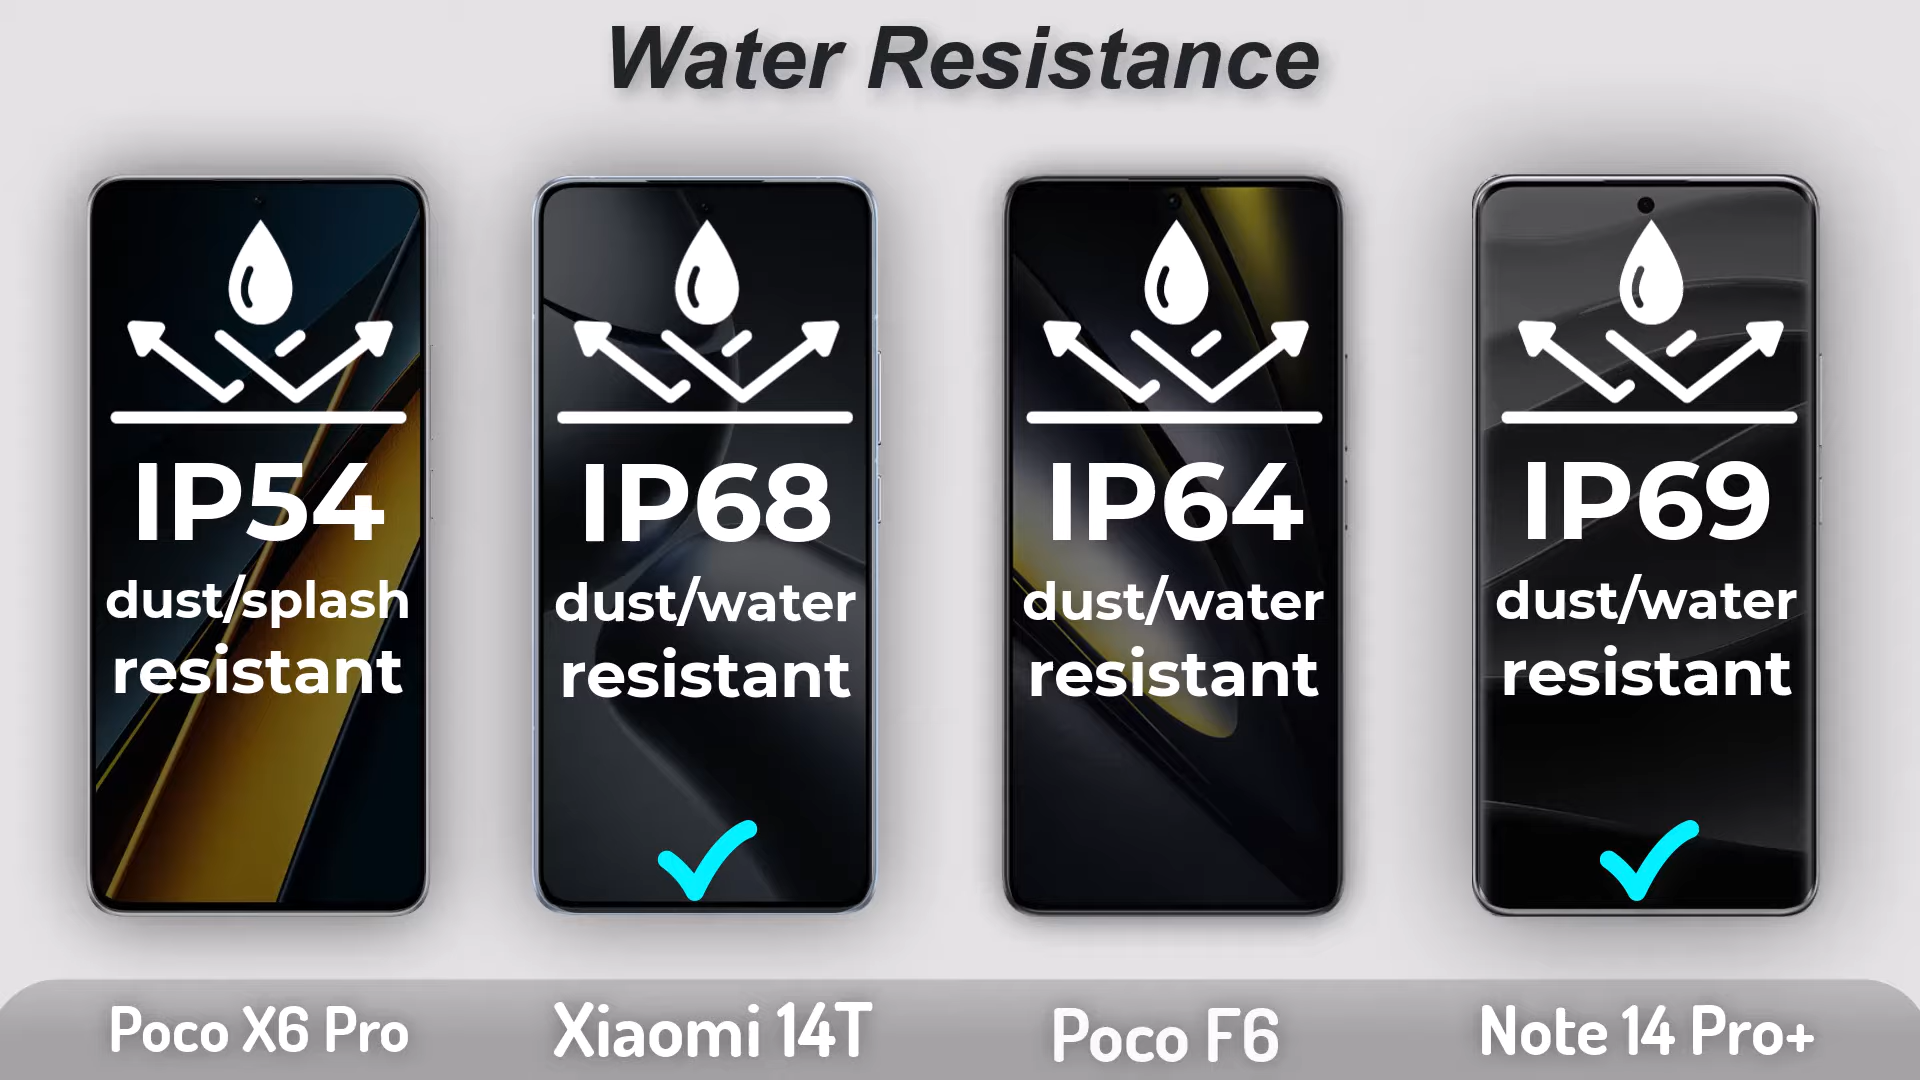 Water Resistance
IP54
dust/splash
resistant
IP68
dust/water
resistant
IP64
dust/water
resistant
IP69
dust/water
resistant
Poco X6 Pro
Xiaomi 14T
Poco F6
Note 14 Pro+